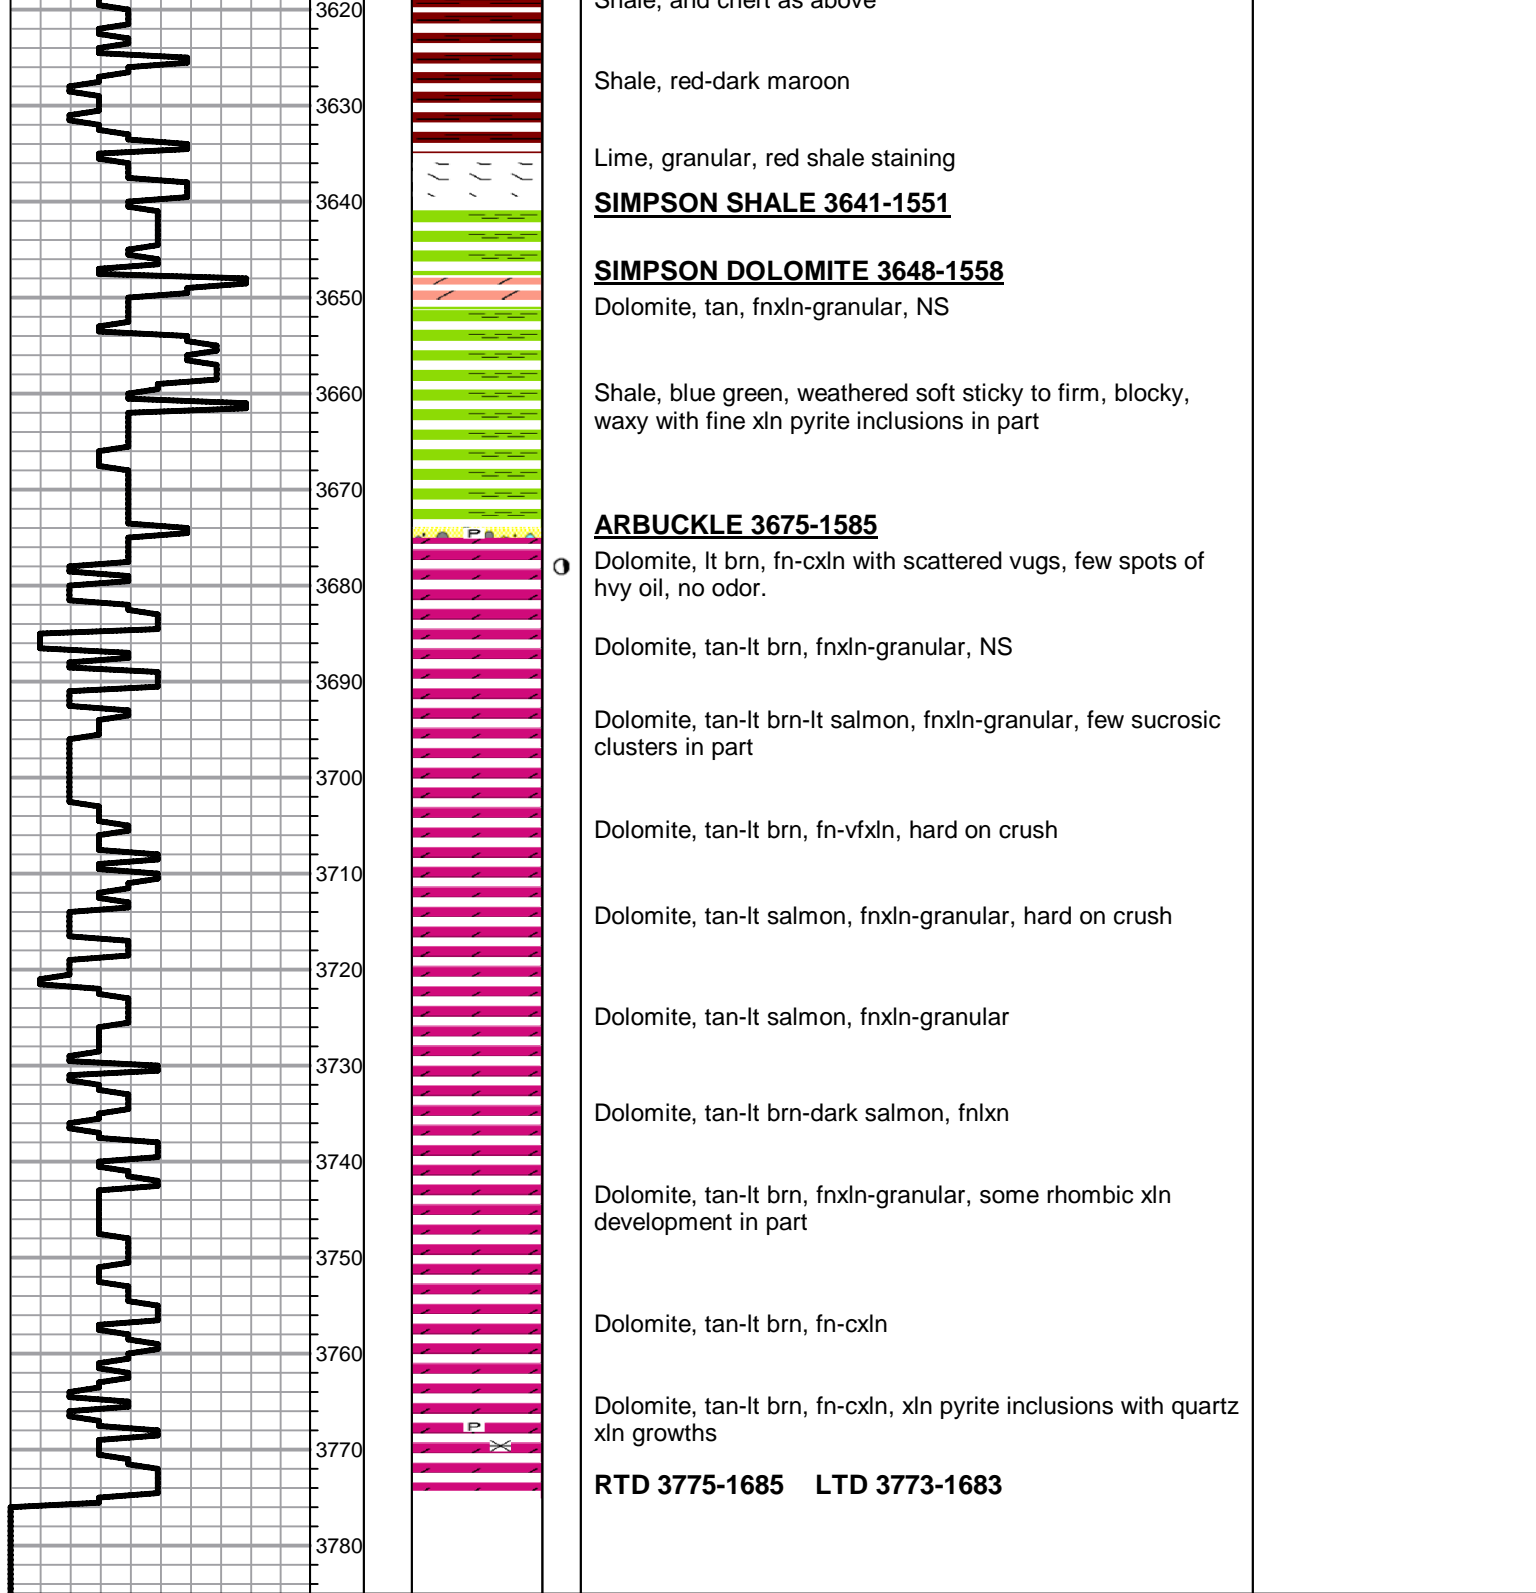 3620
Shale, and chert as above
Shale, red-dark maroon
3630
Lime, granular, red shale staining
3640
SIMPSON SHALE 3641-1551
SIMPSON DOLOMITE 3648-1558
3650
Dolomite, tan, fnxln-granular, NS
3660
Shale, blue green, weathered soft sticky to firm, blocky,
waxy with fine xln pyrite inclusions in part
3670
ARBUCKLE 3675-1585
P
Dolomite, lt brn, fn-cxln with scattered vugs, few spots of
3680
hvy oil, no odor.
Dolomite, tan-lt brn, fnxln-granular, NS
3690
Dolomite, tan-lt brn-lt salmon, fnxln-granular, few sucrosic
clusters in part
3700
Dolomite, tan-lt brn, fn-vfxln, hard on crush
3710
Dolomite, tan-lt salmon, fnxln-granular, hard on crush
3720
Dolomite, tan-lt salmon, fnxln-granular
3730
Dolomite, tan-lt brn-dark salmon, fnlxn
3740
Dolomite, tan-lt brn, fnxln-granular, some rhombic xln
development in part
3750
Dolomite, tan-lt brn, fn-cxln
3760
Dolomite, tan-lt brn, fn-cxln, xln pyrite inclusions with quartz
P
xln growths
3770
RTD 3775-1685 LTD 3773-1683
3780